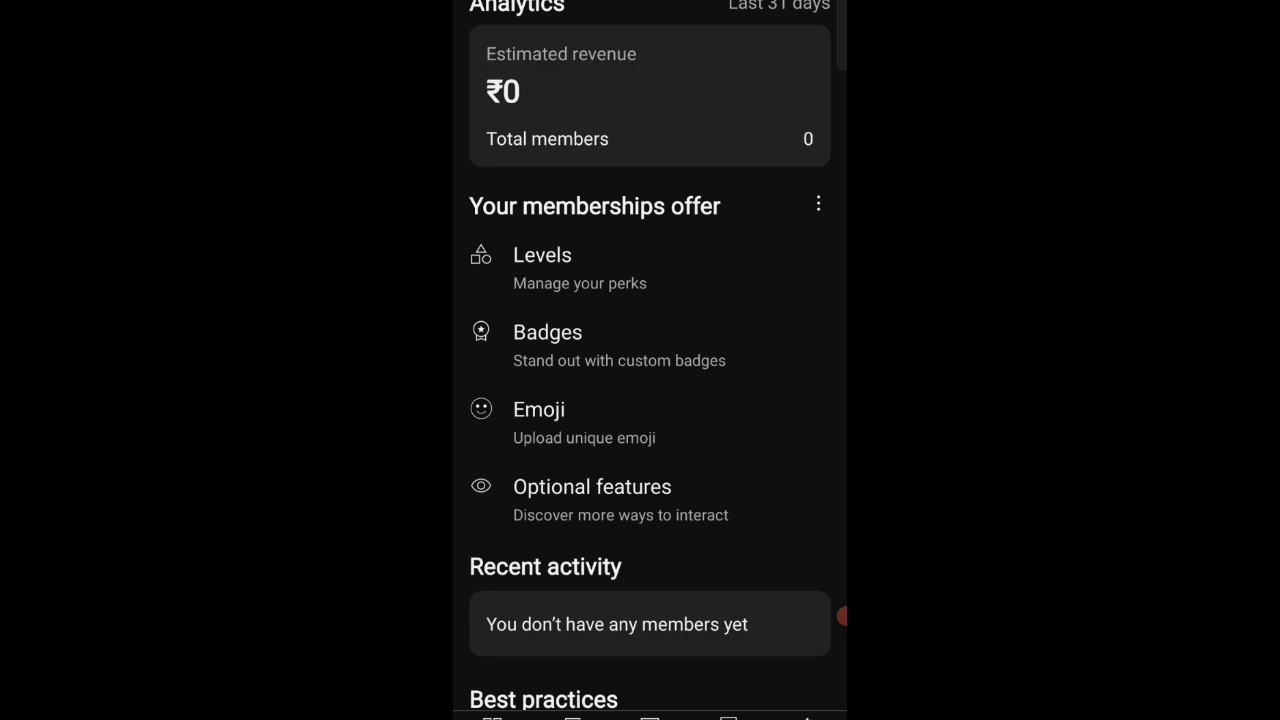 Analytics
Last 31 days
Estimated revenue
₹0
Total members
0
Your memberships offer
Levels
Manage your perks
Badges
Stand out with custom badges
Emoji
Upload unique emoji
Optional features
Discover more ways to interact
Recent activity
You don’t have any members yet
Best practices